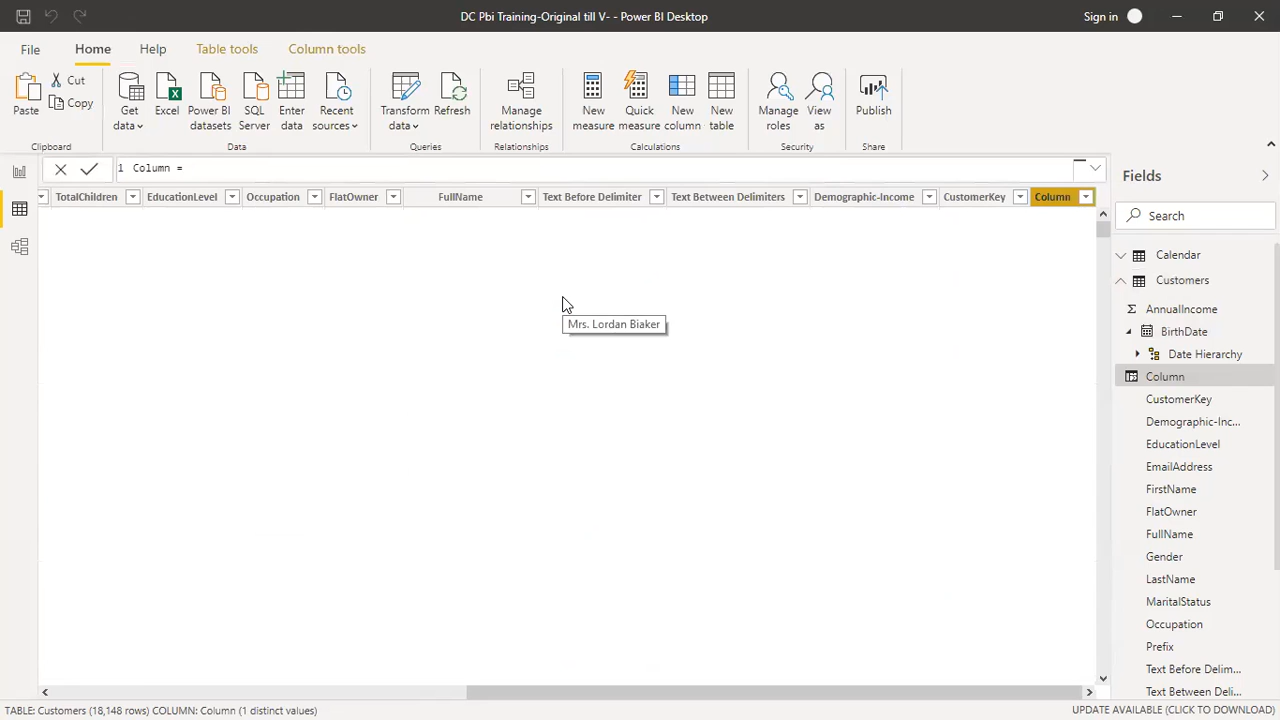 DC Pbi Training-Original till V- - Power BI Desktop
Sign in
File
Home
Help
Table tools
Column tools
Paste
Cut
Copy
Get data
Excel
Power BI datasets
SQL Server
Enter data
Recent sources
Transform data
Refresh
Manage relationships
New measure
Quick measure
New column
New table
Manage roles
View as
Publish
Clipboard
Data
Queries
Relationships
Calculations
Security
Share
1 Column =
TotalChildren
EducationLevel
Occupation
FlatOwner
FullName
Text Before Delimiter
Text Between Delimiters
Demographic-Income
CustomerKey
Column
Mrs. Lordan Biaker
Fields
Search
Calendar
Customers
AnnualIncome
BirthDate
Date Hierarchy
Column
CustomerKey
Demographic-Inc...
EducationLevel
EmailAddress
FirstName
FlatOwner
FullName
Gender
LastName
MaritalStatus
Occupation
Prefix
Text Before Delim...
Text Between Deli...
TABLE: Customers (18,148 rows) COLUMN: Column (1 distinct values)
UPDATE AVAILABLE (CLICK TO DOWNLOAD)